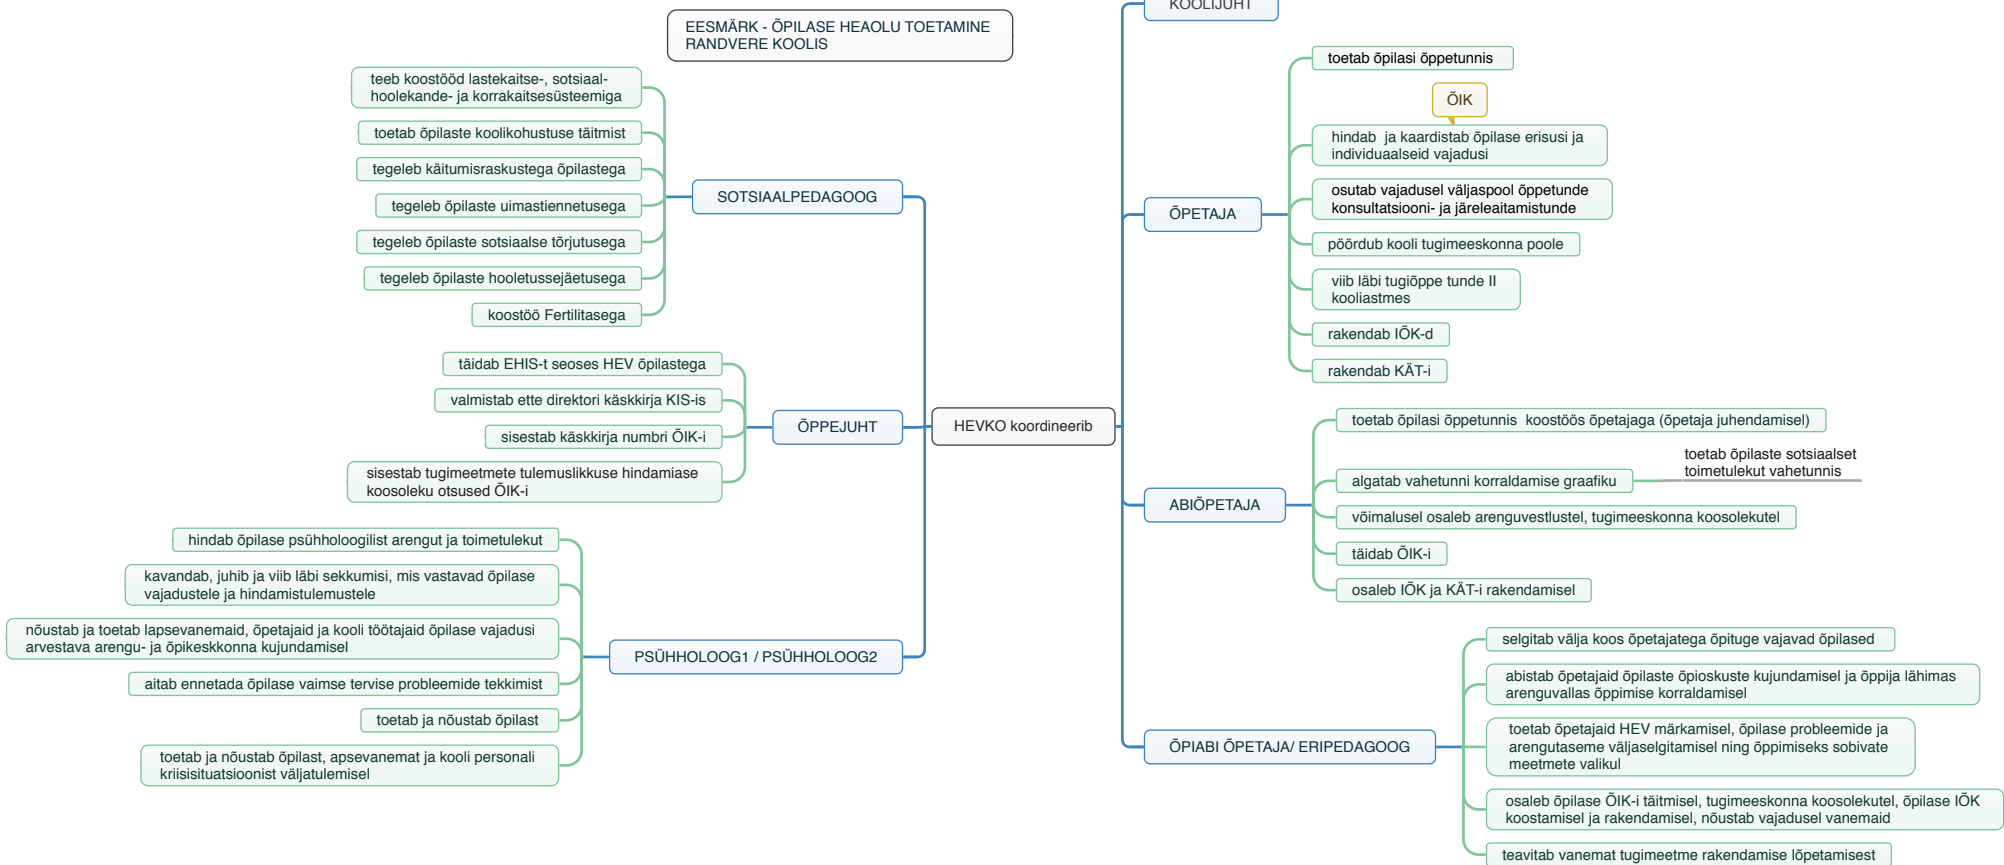 EESMÄRK - ÕPILASE HEAOLU TOETAMINE
RANDVERE KOOLIS
teeb koostööd lastekaitse-, sotsiaal-
hoolekande- ja korrakaitsesüsteemiga
toetab õpilaste koolikohustuse täitmist
tegeleb käitumisraskustega õpilastega
tegeleb õpilaste uimastiennetusega
tegeleb õpilaste sotsiaalse tõrjutusega
tegeleb õpilaste hooletussejäetusega
koostöö Fertilitasega
SOTSIAALPEDAGOOG
täidab EHIS-t seoses HEV õpilastega
valmistab ette direktori käskkirja KIS-is
sisestab käskkirja numbri ÕIK-i
sisestab tugimeetmete tulemuslikkuse hindamiase
koosoleku otsused ÕIK-i
ÕPPEJUHT
hindab õpilase psühholoogilist arengut ja toimetulekut
kavandab, juhib ja viib läbi sekkumisi, mis vastavad õpilase
vajadustele ja hindamistulemustele
nõustab ja toetab lapsevanemaid, õpetajaid ja kooli töötajaid õpilase vajadusi
arvestava arengu- ja õpikeskkonna kujundamisel
aitab ennetada õpilase vaimse tervise probleemide tekkimist
toetab ja nõustab õpilast
toetab ja nõustab õpilast, apsevanemat ja kooli personali
kriisisituatsioonist väljatulemisel
PSÜHHOLOOG1 / PSÜHHOLOOG2
HEVKO koordineerib
KOOLIJUHT
ÕPETAJA
toetab õpilasi õppetunnis
ÕIK
hindab  ja kaardistab õpilase erisusi ja
individuaalseid vajadusi
osutab vajadusel väljaspool õppetunde
konsultatsiooni- ja järeleaitamistunde
pöördub kooli tugimeeskonna poole
viib läbi tugiõppe tunde II
kooliastmes
rakendab IÕK-d
rakendab KÄT-i
ABIÕPETAJA
toetab õpilasi õppetunnis  koostöös õpetajaga (õpetaja juhendamisel)
algatab vahetunni korraldamise graafiku
toetab õpilaste sotsiaalset
toimetulekut vahetunnis
võimalusel osaleb arenguvestlustel, tugimeeskonna koosolekutel
täidab ÕIK-i
osaleb IÕK ja KÄT-i rakendamisel
ÕPIABI ÕPETAJA/ ERIPEDAGOOG
selgitab välja koos õpetajatega õpituge vajavad õpilased
abistab õpetajaid õpilaste õpioskuste kujundamisel ja õppija lähimas
arenguvallas õppimise korraldamisel
toetab õpetajaid HEV märkamisel, õpilase probleemide ja
arengutaseme väljaselgitamisel ning õppimiseks sobivate
meetmete valikul
osaleb õpilase ÕIK-i täitmisel, tugimeeskonna koosolekutel, õpilase IÕK
koostamisel ja rakendamisel, nõustab vajadusel vanemaid
teavitab vanemat tugimeetme rakendamise lõpetamisest